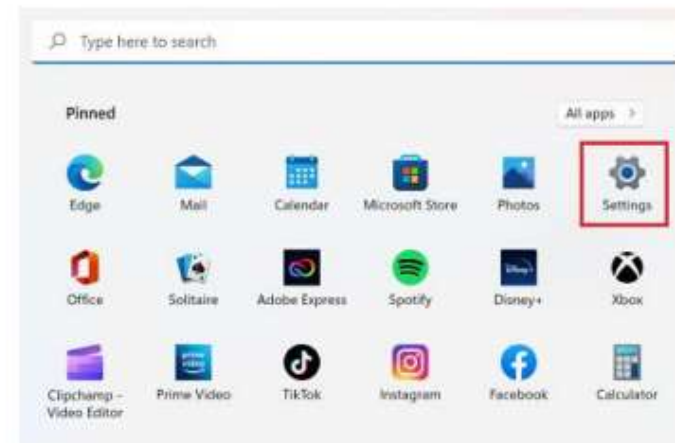 Type here to search
Pinned
All apps >
Edge
Mail
Calendar
Microsoft Store
Photos
Settings
Office
Solitaire
Adobe Express
Spotify
Disney+
Xbox
Clipchamp -
Video Editor
Prime Video
TikTok
Instagram
Facebook
Calculator